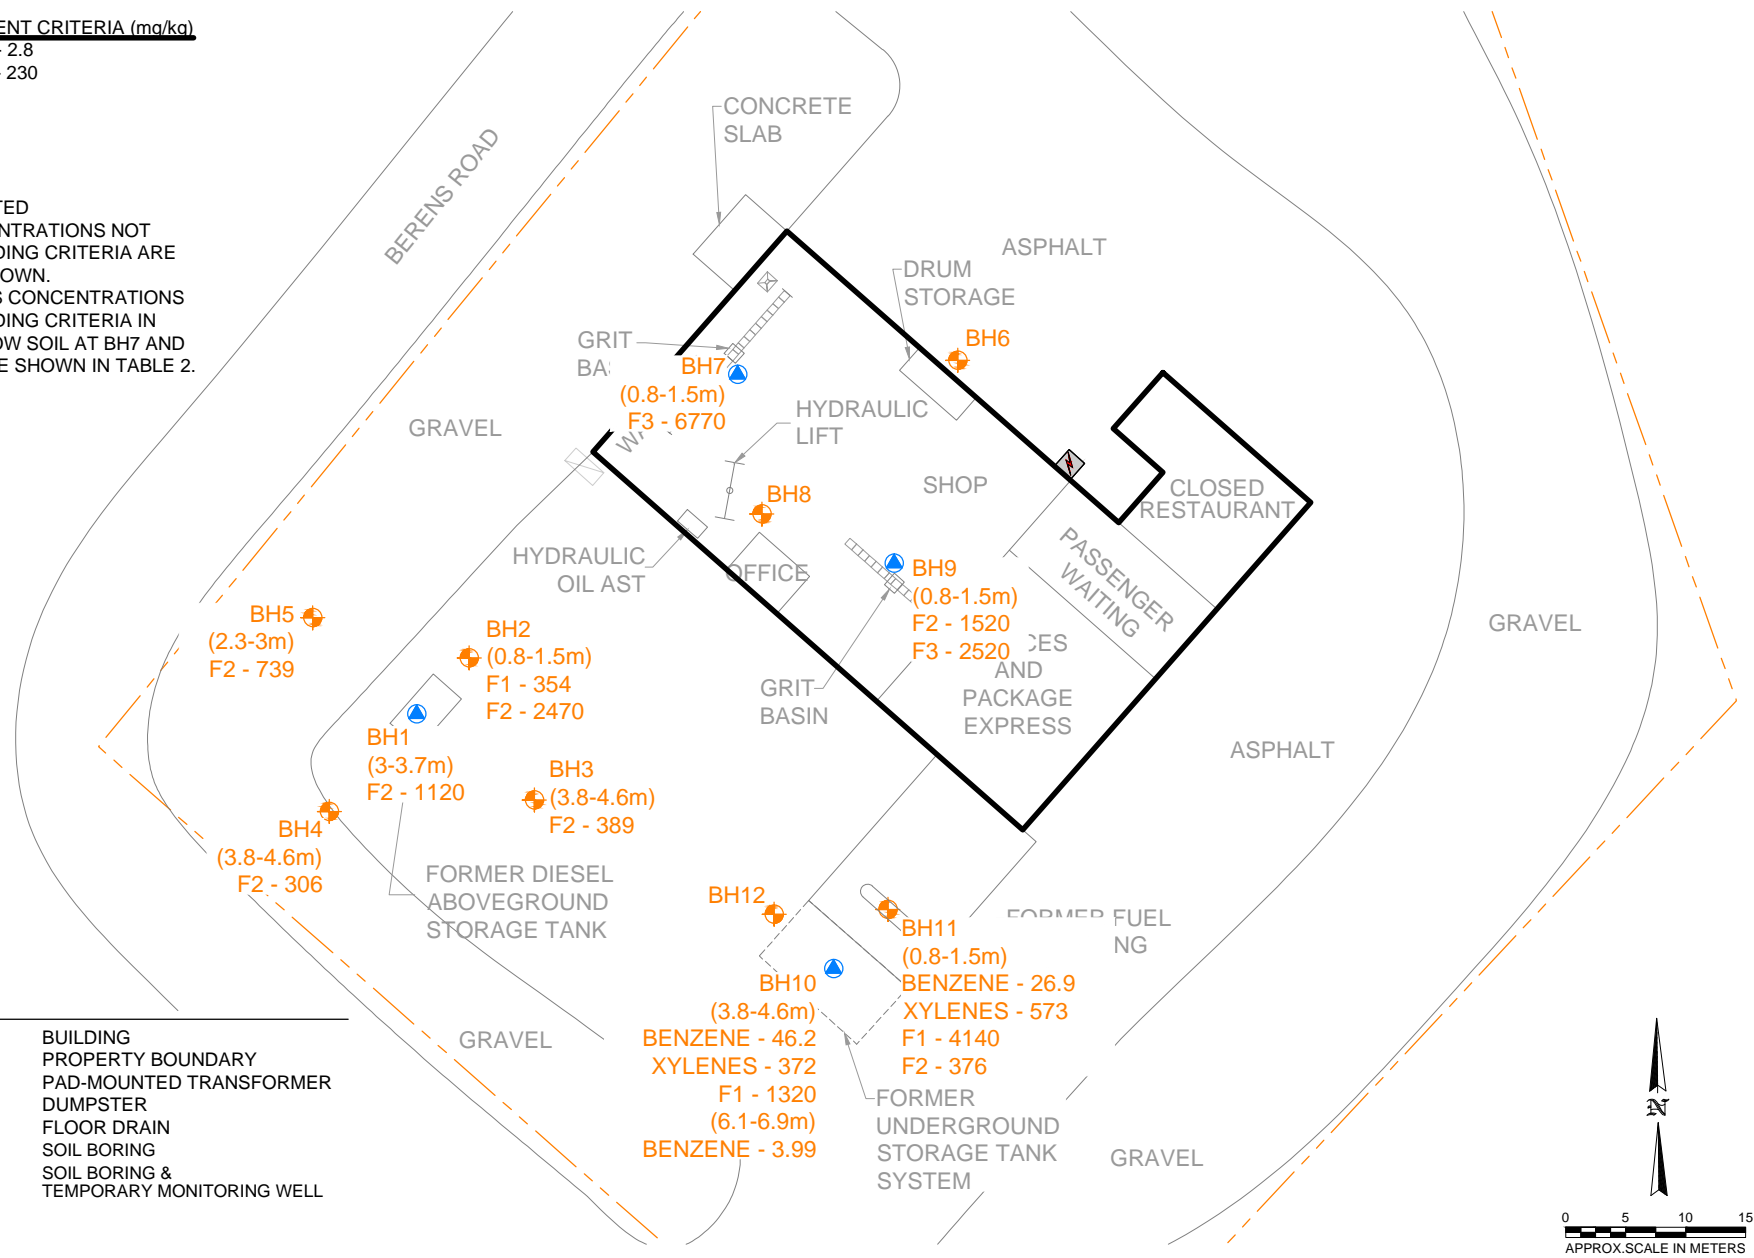 ENT CRITERIA (mg/kg)
- 2.8
- 230
TED
NTRATIONS NOT
DING CRITERIA ARE
OWN.
S CONCENTRATIONS
DING CRITERIA IN
OW SOIL AT BH7 AND
E SHOWN IN TABLE 2.
BERENS ROAD
CONCRETE
SLAB
ASPHALT
DRUM
STORAGE
BH6
GRIT
BA
BH7
(0.8-1.5m)
F3 - 6770
GRAVEL
HYDRAULIC
LIFT
SHOP
BH8
CLOSED
RESTAURANT
PASSENGER
WAITING
HYDRAULIC
OIL AST
OFFICE
BH9
(0.8-1.5m)
F2 - 1520
F3 - 2520
CES
AND
PACKAGE
EXPRESS
GRIT
BASIN
GRAVEL
BH5
(2.3-3m)
F2 - 739
BH2
(0.8-1.5m)
F1 - 354
F2 - 2470
BH1
(3-3.7m)
F2 - 1120
BH3
(3.8-4.6m)
F2 - 389
ASPHALT
BH4
(3.8-4.6m)
F2 - 306
FORMER DIESEL
ABOVEGROUND
STORAGE TANK
BH12
FORMER FUEL
NG
BH11
(0.8-1.5m)
BENZENE - 26.9
XYLENES - 573
F1 - 4140
F2 - 376
BH10
(3.8-4.6m)
BENZENE - 46.2
XYLENES - 372
F1 - 1320
(6.1-6.9m)
BENZENE - 3.99
GRAVEL
FORMER
UNDERGROUND
STORAGE TANK
SYSTEM
GRAVEL
BUILDING
PROPERTY BOUNDARY
PAD-MOUNTED TRANSFORMER
DUMPSTER
FLOOR DRAIN
SOIL BORING
SOIL BORING &
TEMPORARY MONITORING WELL
N
0 5 10 15
APPROX.SCALE IN METERS